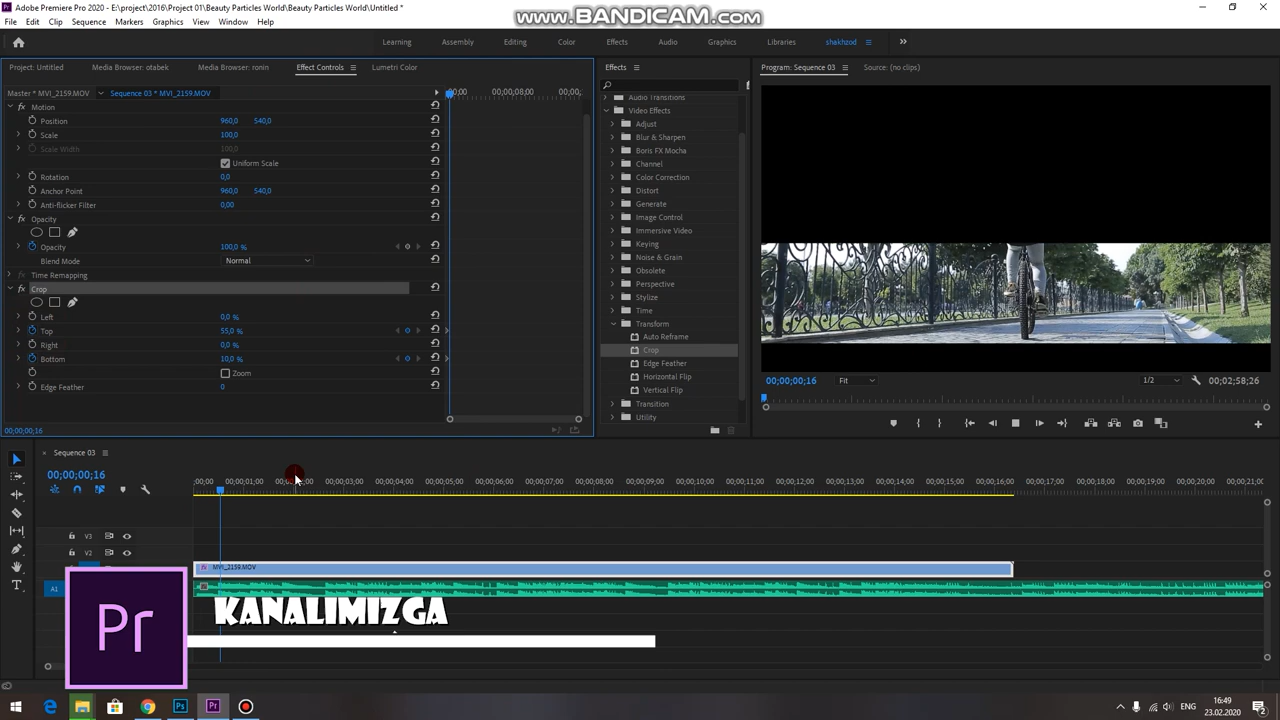 Adobe Premiere Pro 2020 - E:\project\2016\Project 01\Beauty Particles World\Beauty Particles World\Untitled *
www.BANDICAM.com
File Edit Clip Sequence Markers Graphics View Window Help
Learning Assembly Editing Color Effects Audio Graphics Libraries shakhzod
Project: Untitled Media Browser: otabek Media Browser: ronin Effect Controls Lumetri Color Effects Program: Sequence 03 Source: (no clips)
Master * MVI_2159.MOV Sequence 03 * MVI_2159.MOV 00;00 00;00;08;00 00;00;
Motion
Position 960,0 540,0
Scale 100,0
Scale Width 100,0
Uniform Scale
Rotation 0,0
Anchor Point 960,0 540,0
Anti-flicker Filter 0,00
Opacity
Opacity 100,0 %
Blend Mode Normal
Time Remapping
Crop
Left 0,0 %
Top 55,0 %
Right 0,0 %
Bottom 10,0 %
Zoom
Edge Feather 0
00;00;00;16
Audio Transitions
Video Effects
Adjust
Blur & Sharpen
Boris FX Mocha
Channel
Color Correction
Distort
Generate
Image Control
Immersive Video
Keying
Noise & Grain
Obsolete
Perspective
Stylize
Time
Transform
Auto Reframe
Crop
Edge Feather
Horizontal Flip
Vertical Flip
Transition
Utility
00;00;00;16 Fit 1/2 00;02;58;26
Sequence 03
00;00;00;16
;00;00 00;00;01;00 00;00;02;00 00;00;03;00 00;00;04;00 00;00;05;00 00;00;06;00 00;00;07;00 00;00;08;00 00;00;09;00 00;00;10;00 00;00;11;00 00;00;12;00 00;00;13;00 00;00;14;00 00;00;15;00 00;00;16;00 00;00;17;00 00;00;18;00 00;00;19;00 00;00;20;00 00;00;21;00
V3
V2
MVI_2159.MOV
A1
Pr
KANALIMIZGA
Ps Pr
ENG
16:49
23.02.2020
2